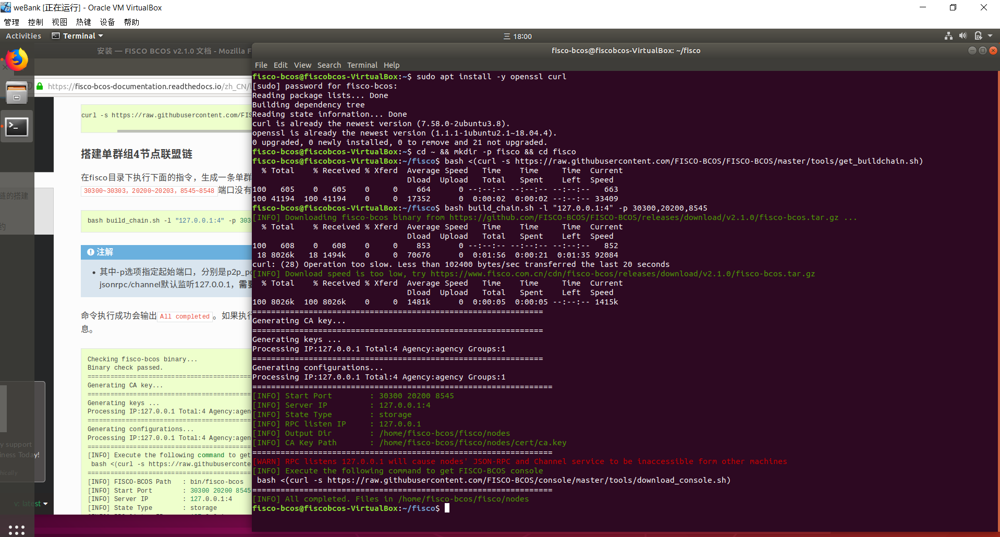 weBank [正在运行] - Oracle VM VirtualBox
管理 控制 视图 热键 设备 帮助
Activities Terminal 三 18:00
安装 — FISCO BCOS v2.1.0 文档 - Mozilla F
https://fisco-bcos-documentation.readthedocs.io/zh_CN/l
curl -s https://raw.githubusercontent.com/FIS
搭建单群组4节点联盟链
在fisco目录下执行下面的指令，生成一条单群
30300~30303，20200~20203，8545~8548 端口没有
链的搭建
bash build_chain.sh -l "127.0.0.1:4" -p 303
约
注解
其中-p选项指定起始端口，分别是p2p_po
jsonrpc/channel默认监听127.0.0.1，需要
命令执行成功会输出 All completed 。如果执行
息。
Checking fisco-bcos binary...
Binary check passed.
==============================================
Generating CA key...
==============================================
Generating keys ...
Processing IP:127.0.0.1 Total:4 Agency:agen
==============================================
Generating configurations...
Processing IP:127.0.0.1 Total:4 Agency:agen
==============================================
[INFO] Execute the following command to get
bash <(curl -s https://raw.githubuserconte
==============================================
[INFO] FISCO-BCOS Path : bin/fisco-bcos
[INFO] Start Port : 30300 20200 8545
[INFO] Server IP : 127.0.0.1:4
[INFO] State Type : storage
y support
iness Today!
hically
v: latest
fisco-bcos@fiscobcos-VirtualBox: ~/fisco
File Edit View Search Terminal Help
fisco-bcos@fiscobcos-VirtualBox:~$ sudo apt install -y openssl curl
[sudo] password for fisco-bcos:
Reading package lists... Done
Building dependency tree
Reading state information... Done
curl is already the newest version (7.58.0-2ubuntu3.8).
openssl is already the newest version (1.1.1-1ubuntu2.1~18.04.4).
0 upgraded, 0 newly installed, 0 to remove and 21 not upgraded.
fisco-bcos@fiscobcos-VirtualBox:~$ cd ~ && mkdir -p fisco && cd fisco
fisco-bcos@fiscobcos-VirtualBox:~/fisco$ bash <(curl -s https://raw.githubusercontent.com/FISCO-BCOS/FISCO-BCOS/master/tools/get_buildchain.sh)
% Total % Received % Xferd Average Speed Time Time Time Current
Dload Upload Total Spent Left Speed
100 605 0 605 0 0 664 0 --:--:-- --:--:-- --:--:-- 663
100 41194 100 41194 0 0 17352 0 0:00:02 0:00:02 --:--:-- 33409
fisco-bcos@fiscobcos-VirtualBox:~/fisco$ bash build_chain.sh -l "127.0.0.1:4" -p 30300,20200,8545
[INFO] Downloading fisco-bcos binary from https://github.com/FISCO-BCOS/FISCO-BCOS/releases/download/v2.1.0/fisco-bcos.tar.gz ...
% Total % Received % Xferd Average Speed Time Time Time Current
Dload Upload Total Spent Left Speed
100 608 0 608 0 0 853 0 --:--:-- --:--:-- --:--:-- 852
18 8026k 18 1494k 0 0 70676 0 0:01:56 0:00:21 0:01:35 92084
curl: (28) Operation too slow. Less than 102400 bytes/sec transferred the last 20 seconds
[INFO] Download speed is too low, try https://www.fisco.com.cn/cdn/fisco-bcos/releases/download/v2.1.0/fisco-bcos.tar.gz
% Total % Received % Xferd Average Speed Time Time Time Current
Dload Upload Total Spent Left Speed
100 8026k 100 8026k 0 0 1481k 0 0:00:05 0:00:05 --:--:-- 1415k
==============================================================
Generating CA key...
==============================================================
Generating keys ...
Processing IP:127.0.0.1 Total:4 Agency:agency Groups:1
==============================================================
Generating configurations...
Processing IP:127.0.0.1 Total:4 Agency:agency Groups:1
================================================================
[INFO] Start Port : 30300 20200 8545
[INFO] Server IP : 127.0.0.1:4
[INFO] State Type : storage
[INFO] RPC listen IP : 127.0.0.1
[INFO] Output Dir : /home/fisco-bcos/fisco/nodes
[INFO] CA Key Path : /home/fisco-bcos/fisco/nodes/cert/ca.key
================================================================
[WARN] RPC listens 127.0.0.1 will cause nodes' JSON-RPC and Channel service to be inaccessible form other machines
[INFO] Execute the following command to get FISCO-BCOS console
bash <(curl -s https://raw.githubusercontent.com/FISCO-BCOS/console/master/tools/download_console.sh)
================================================================
[INFO] All completed. Files in /home/fisco-bcos/fisco/nodes
fisco-bcos@fiscobcos-VirtualBox:~/fisco$